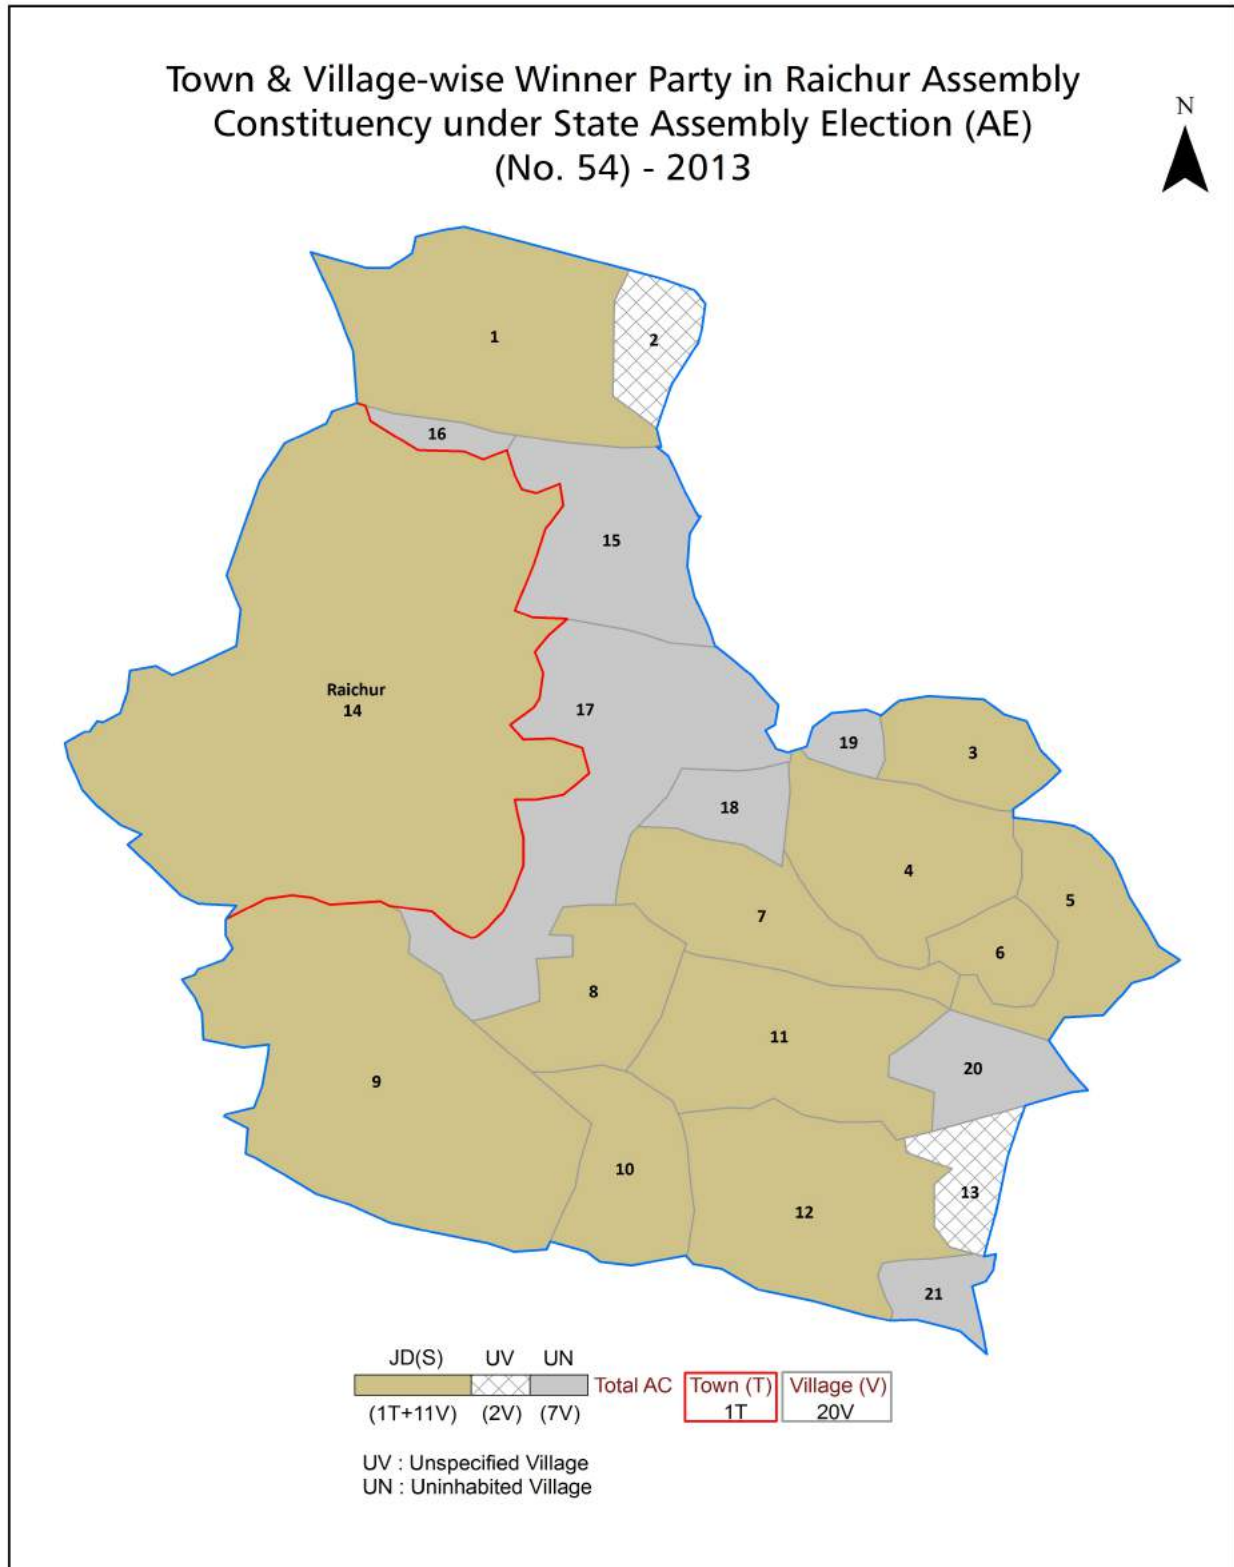 Town & Village-wise Winner Party in Raichur Assembly
Constituency under State Assembly Election (AE)
(No. 54) - 2013
N
1
2
16
15
Raichur
14
17
19
3
18
4
5
7
6
8
11
20
9
10
13
12
21
JD(S) UV UN
Total AC Town (T) Village (V)
(1T+11V) (2V) (7V) 1T 20V
UV : Unspecified Village
UN : Uninhabited Village